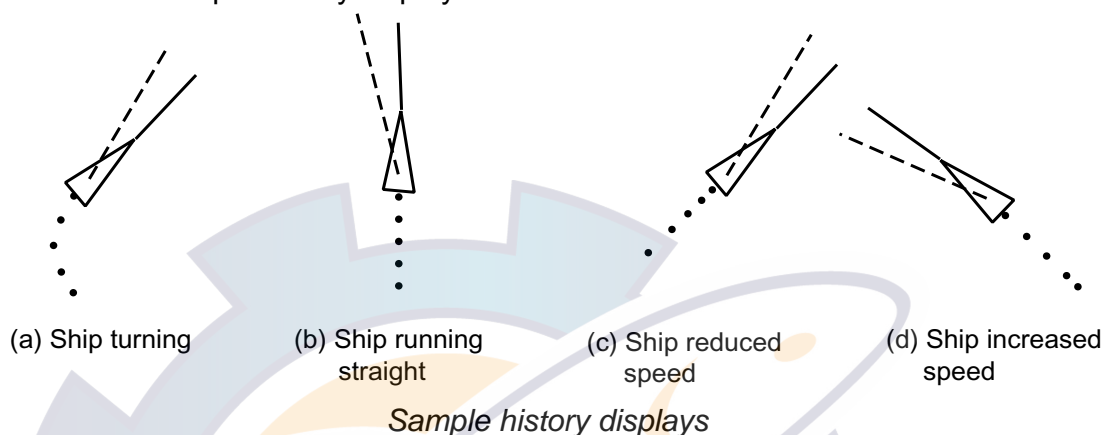 (a) Ship turning
(b) Ship running
straight
(c) Ship reduced
speed
(d) Ship increased
speed
Sample history displays